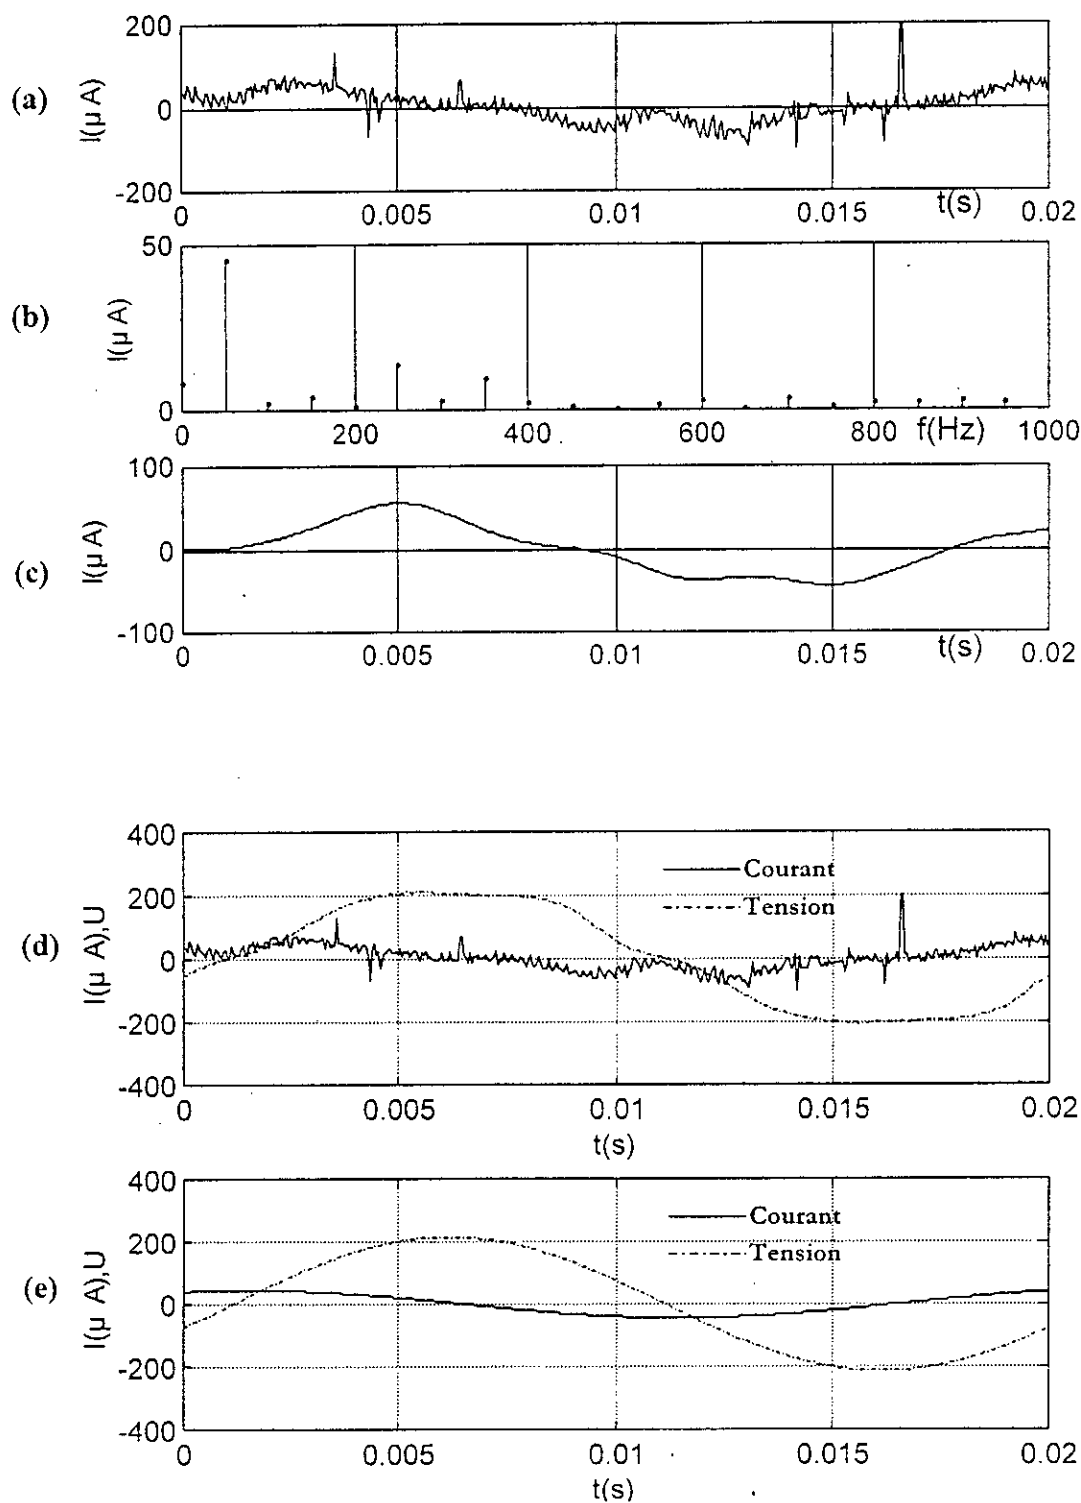 200
(a)
I(µ A)
0
-200
0 0.005 0.01 0.015 t(s) 0.02
50
(b)
I(µ A)
0
0 200 400 600 800 f(Hz) 1000
100
I(µ A)
0
(c)
-100
0 0.005 0.01 0.015 t(s) 0.02
400
Courant
200
Tension
(d)
I(µ A),U
0
-200
-400
0 0.005 0.01 0.015 0.02
t(s)
400
Courant
200
Tension
(e)
I(µ A),U
0
-200
-400
0 0.005 0.01 0.015 0.02
t(s)